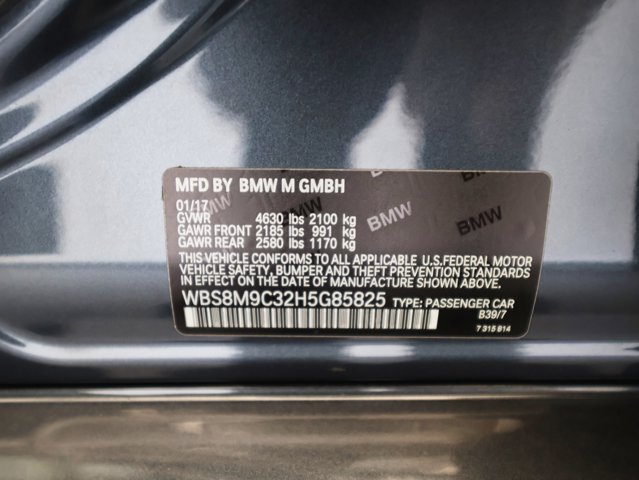 MFD BY BMW M GMBH
01/17
GVWR 4630 lbs 2100 kg
GAWR FRONT 2185 lbs 991 kg
GAWR REAR 2580 lbs 1170 kg
THIS VEHICLE CONFORMS TO ALL APPLICABLE U.S.FEDERAL MOTOR
VEHICLE SAFETY, BUMPER AND THEFT PREVENTION STANDARDS
IN EFFECT ON THE DATE OF MANUFACTURE SHOWN ABOVE
WBS8M9C32H5G85825 TYPE: PASSENGER CAR
B39/7
7 315 814
BMW
BMW
BMW
BMW